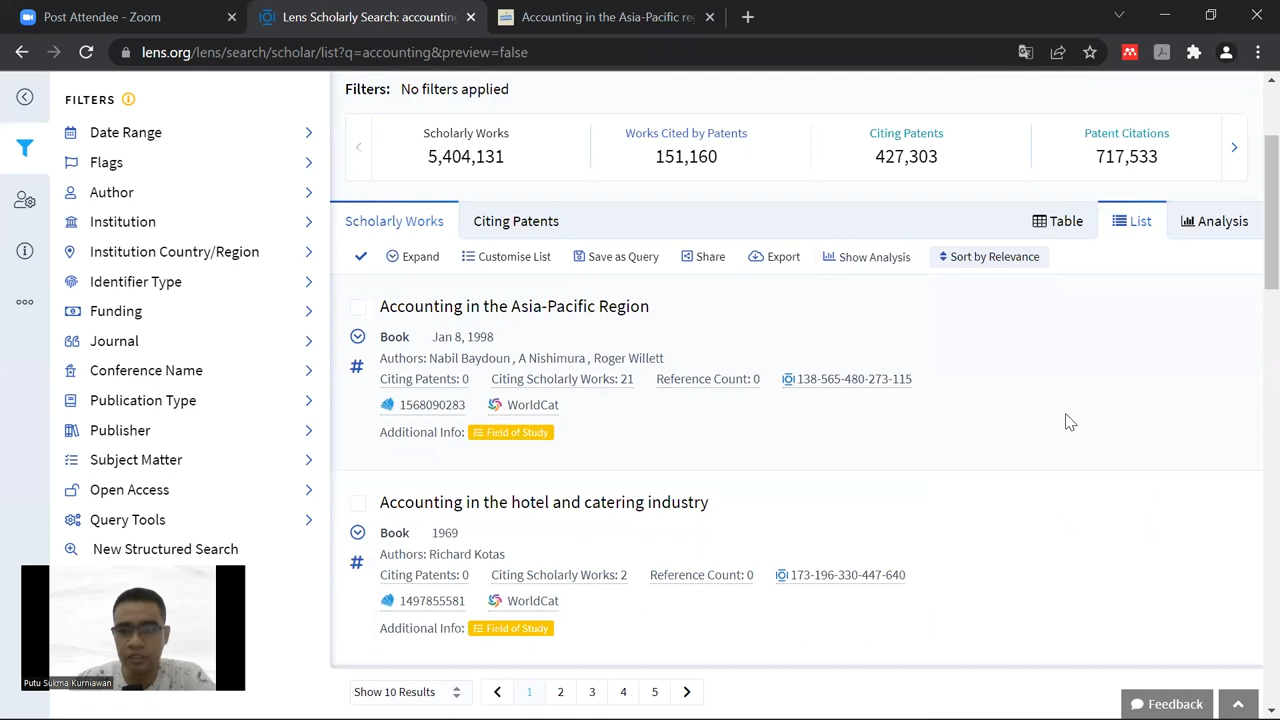 Post Attendee - Zoom
Lens Scholarly Search: accounting
Accounting in the Asia-Pacific re
lens.org/lens/search/scholar/list?q=accounting&preview=false
FILTERS
Date Range
Flags
Author
Institution
Institution Country/Region
Identifier Type
Funding
Journal
Conference Name
Publication Type
Publisher
Subject Matter
Open Access
Query Tools
New Structured Search
Putu Sukma Kurniawan
Filters: No filters applied
Scholarly Works Works Cited by Patents Citing Patents Patent Citations
5,404,131 151,160 427,303 717,533
Scholarly Works Citing Patents Table List Analysis
Expand Customise List Save as Query Share Export Show Analysis Sort by Relevance
Accounting in the Asia-Pacific Region
Book Jan 8, 1998
Authors: Nabil Baydoun , A Nishimura , Roger Willett
Citing Patents: 0 Citing Scholarly Works: 21 Reference Count: 0 138-565-480-273-115
1568090283 WorldCat
Additional Info: Field of Study
Accounting in the hotel and catering industry
Book 1969
Authors: Richard Kotas
Citing Patents: 0 Citing Scholarly Works: 2 Reference Count: 0 173-196-330-447-640
1497855581 WorldCat
Additional Info: Field of Study
Show 10 Results 1 2 3 4 5
Feedback